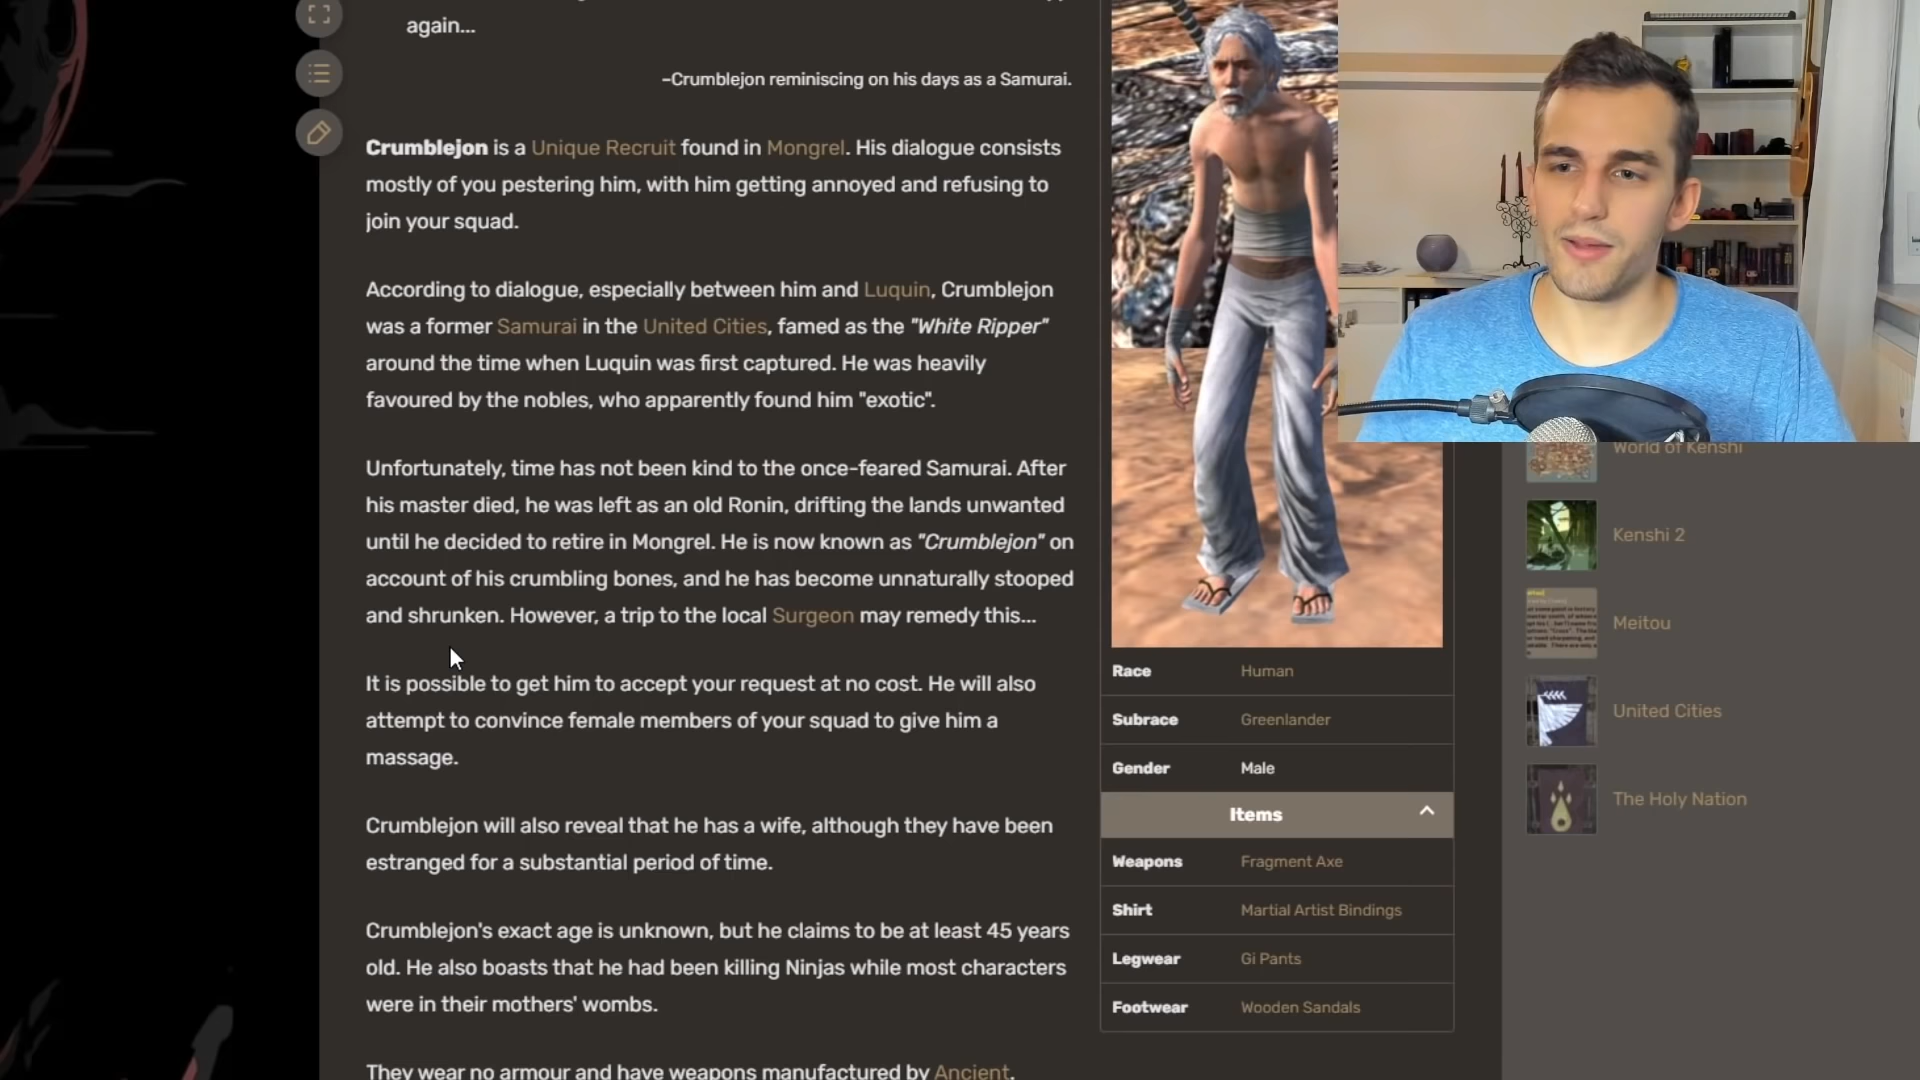 again...
–Crumblejon reminiscing on his days as a Samurai.
Crumblejon is a Unique Recruit found in Mongrel. His dialogue consists
mostly of you pestering him, with him getting annoyed and refusing to
join your squad.
According to dialogue, especially between him and Luquin, Crumblejon
was a former Samurai in the United Cities, famed as the "White Ripper"
around the time when Luquin was first captured. He was heavily
favoured by the nobles, who apparently found him "exotic".
Unfortunately, time has not been kind to the once-feared Samurai. After
his master died, he was left as an old Ronin, drifting the lands unwanted
until he decided to retire in Mongrel. He is now known as "Crumblejon" on
account of his crumbling bones, and he has become unnaturally stooped
and shrunken. However, a trip to the local Surgeon may remedy this...
It is possible to get him to accept your request at no cost. He will also
attempt to convince female members of your squad to give him a
massage.
Crumblejon will also reveal that he has a wife, although they have been
estranged for a substantial period of time.
Crumblejon's exact age is unknown, but he claims to be at least 45 years
old. He also boasts that he had been killing Ninjas while most characters
were in their mothers' wombs.
They wear no armour and have weapons manufactured by Ancient.
Race Human
Subrace Greenlander
Gender Male
Items
Weapons Fragment Axe
Shirt Martial Artist Bindings
Legwear Gi Pants
Footwear Wooden Sandals
World of Kenshi
Kenshi 2
Meitou
United Cities
The Holy Nation